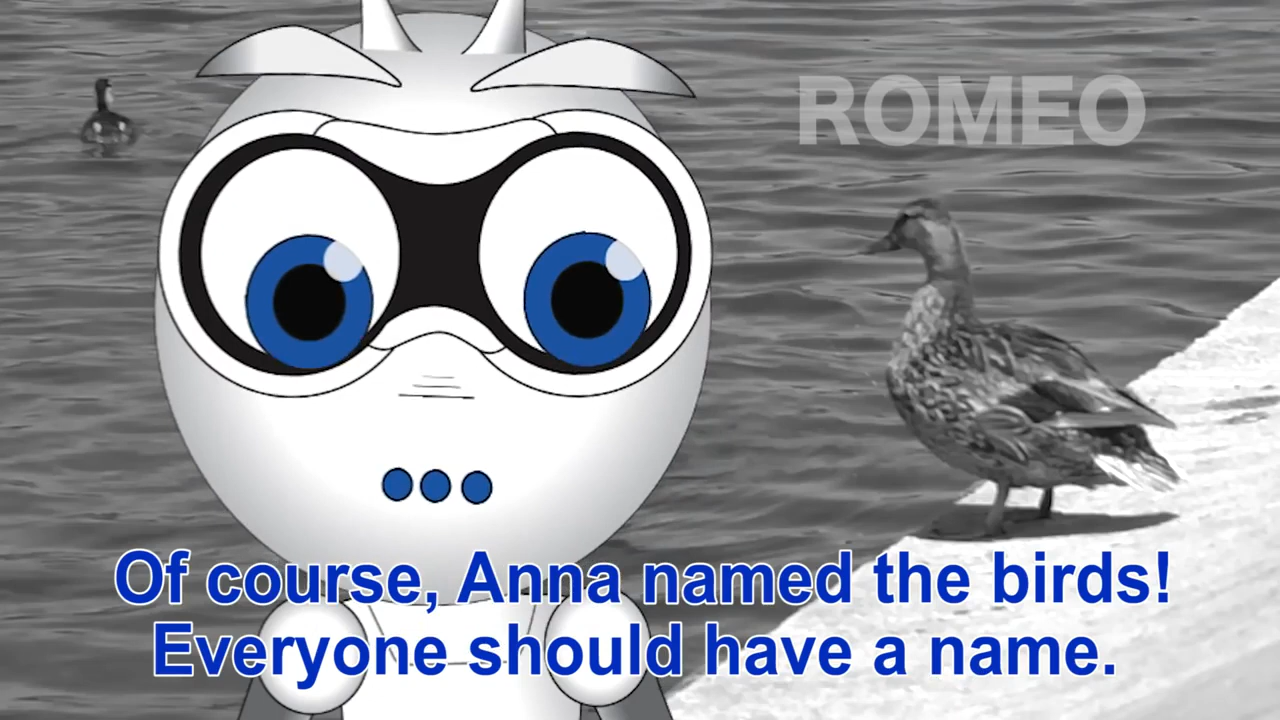 ROMEO
Of course, Anna named the birds!
Everyone should have a name.